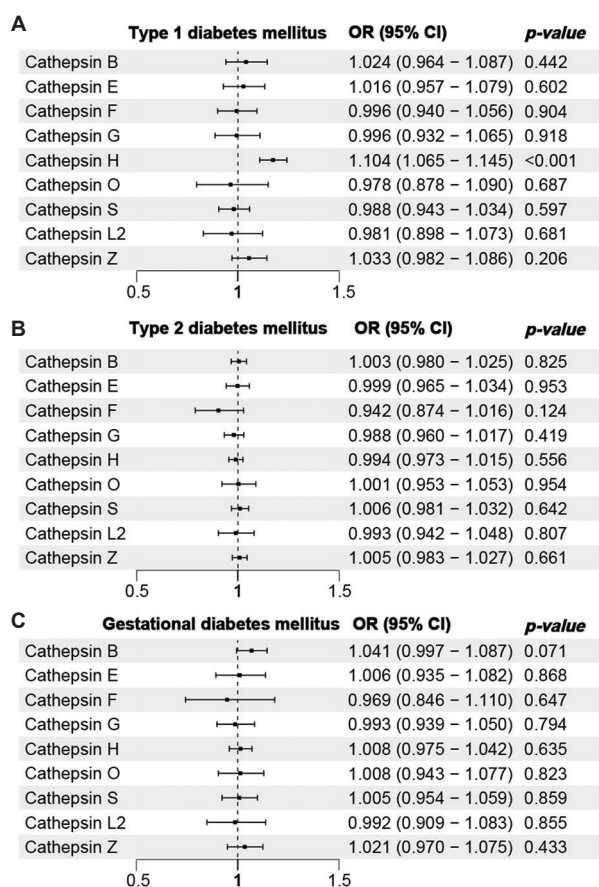 A
Type 1 diabetes mellitus OR (95% CI) p-value
Cathepsin B 1.024 (0.964 − 1.087) 0.442
Cathepsin E 1.016 (0.957 − 1.079) 0.602
Cathepsin F 0.996 (0.940 − 1.056) 0.904
Cathepsin G 0.996 (0.932 − 1.065) 0.918
Cathepsin H 1.104 (1.065 − 1.145) <0.001
Cathepsin O 0.978 (0.878 − 1.090) 0.687
Cathepsin S 0.988 (0.943 − 1.034) 0.597
Cathepsin L2 0.981 (0.898 − 1.073) 0.681
Cathepsin Z 1.033 (0.982 − 1.086) 0.206
0.5 1 1.5
B
Type 2 diabetes mellitus OR (95% CI) p-value
Cathepsin B 1.003 (0.980 − 1.025) 0.825
Cathepsin E 0.999 (0.965 − 1.034) 0.953
Cathepsin F 0.942 (0.874 − 1.016) 0.124
Cathepsin G 0.988 (0.960 − 1.017) 0.419
Cathepsin H 0.994 (0.973 − 1.015) 0.556
Cathepsin O 1.001 (0.953 − 1.053) 0.954
Cathepsin S 1.006 (0.981 − 1.032) 0.642
Cathepsin L2 0.993 (0.942 − 1.048) 0.807
Cathepsin Z 1.005 (0.983 − 1.027) 0.661
0.5 1 1.5
C
Gestational diabetes mellitus OR (95% CI) p-value
Cathepsin B 1.041 (0.997 − 1.087) 0.071
Cathepsin E 1.006 (0.935 − 1.082) 0.868
Cathepsin F 0.969 (0.846 − 1.110) 0.647
Cathepsin G 0.993 (0.939 − 1.050) 0.794
Cathepsin H 1.008 (0.975 − 1.042) 0.635
Cathepsin O 1.008 (0.943 − 1.077) 0.823
Cathepsin S 1.005 (0.954 − 1.059) 0.859
Cathepsin L2 0.992 (0.909 − 1.083) 0.855
Cathepsin Z 1.021 (0.970 − 1.075) 0.433
0.5 1 1.5